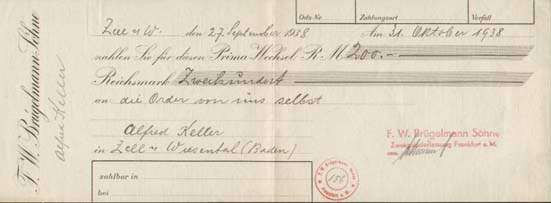 Orts-Nr
Zahlungsort
Verfall
Zell i/W. den 27. September 1938
Am 31. Oktober 1938
zahlen Sie für diesen Prima-Wechsel R. M. 200.-
Reichsmark Zweihundert
an die Order von uns selbst
Alfred Keller
in Zell i/ Wiesental (Baden)
zahlbar in
bei
F. W. Brügelmann Söhne
Zweigniederlassung Frankfurt a. M.
F. W. Brügelmann Söhne
Alfred Keller
156